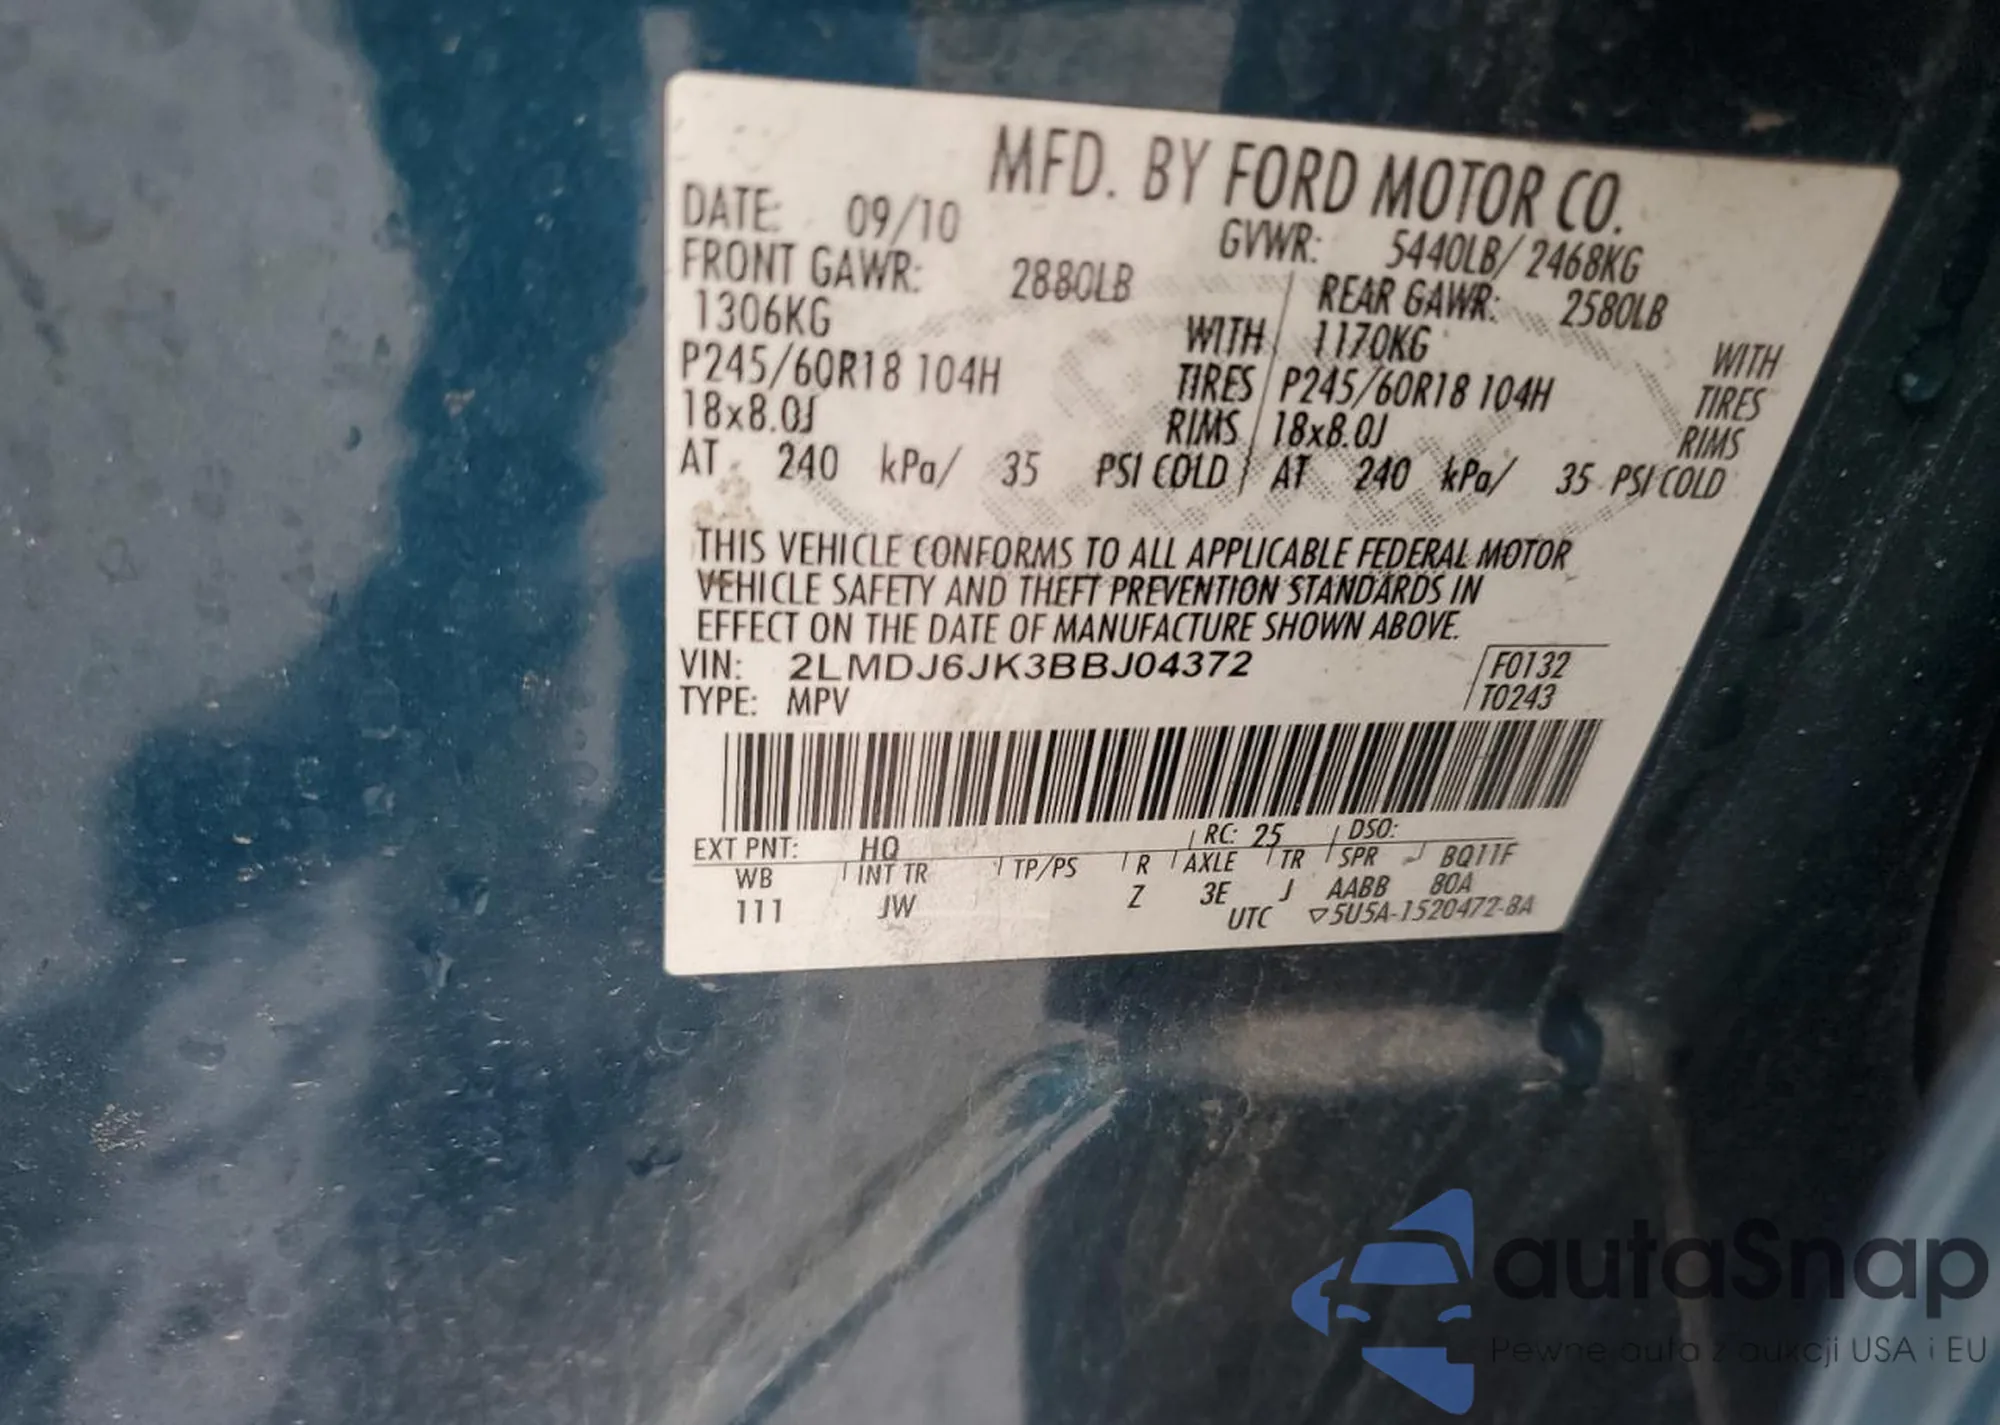 MFD. BY FORD MOTOR CO.
DATE: 09/10 GVWR: 5440LB/ 2468KG
FRONT GAWR: 2880LB REAR GAWR: 2580LB
1306KG WITH 1170KG WITH
P245/60R18 104H TIRES P245/60R18 104H TIRES
18x8.0J RIMS 18x8.0J RIMS
AT 240 kPa/ 35 PSI COLD AT 240 kPa/ 35 PSI COLD
THIS VEHICLE CONFORMS TO ALL APPLICABLE FEDERAL MOTOR
VEHICLE SAFETY AND THEFT PREVENTION STANDARDS IN
EFFECT ON THE DATE OF MANUFACTURE SHOWN ABOVE.
VIN: 2LMDJ6JK3BBJ04372 F0132
TYPE: MPV T0243
EXT PNT: HQ RC: 25 DSO:
WB INT TR TP/PS R AXLE TR SPR BQ11F
111 JW Z 3E J AABB 80A
UTC ▽5U5A-1520472-BA
autaSnap
Pewne auta z aukcji USA i EU